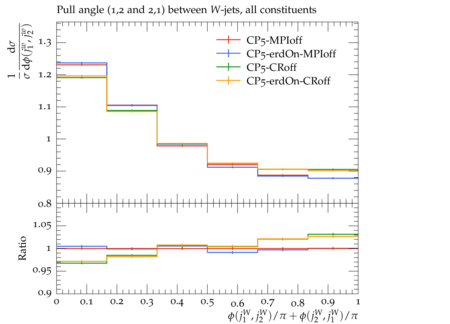 Pull angle (1,2 and 2,1) between W-jets, all constituents
1/σ dσ/dϕ(j₁ᵂ, j₂ᵂ)
CP5-MPIoff
CP5-erdOn-MPIoff
CP5-CRoff
CP5-erdOn-CRoff
1.3
1.2
1.1
1.0
0.9
0.8
Ratio
1.05
1
0.95
0.9
0 0.1 0.2 0.3 0.4 0.5 0.6 0.7 0.8 0.9 1
ϕ(j₁ᵂ, j₂ᵂ)/π + ϕ(j₂ᵂ, j₁ᵂ)/π